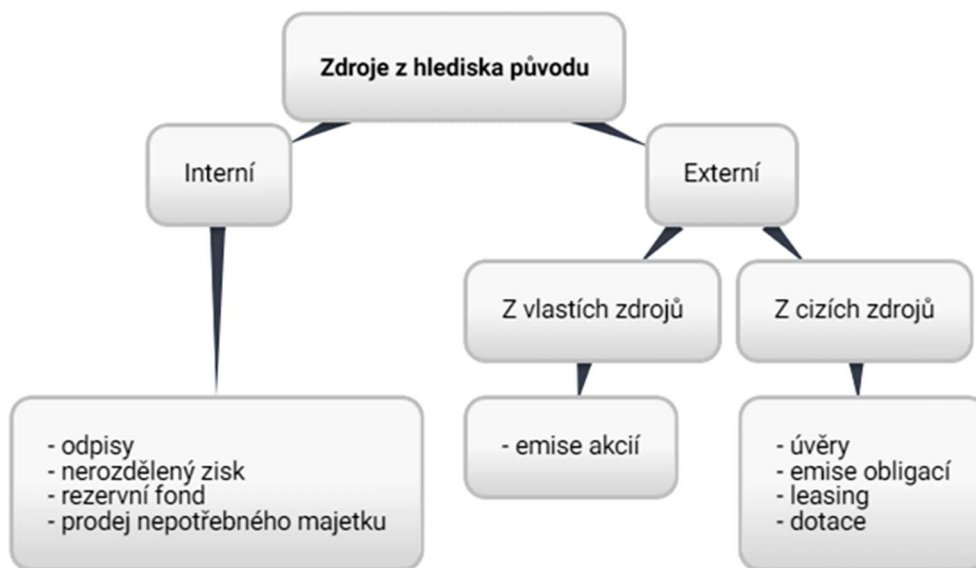 Zdroje z hlediska původu
Interní
Externí
Z vlastích zdrojů
Z cizích zdrojů
- odpisy
- nerozdělený zisk
- rezervní fond
- prodej nepotřebného majetku
- emise akcií
- úvěry
- emise obligací
- leasing
- dotace